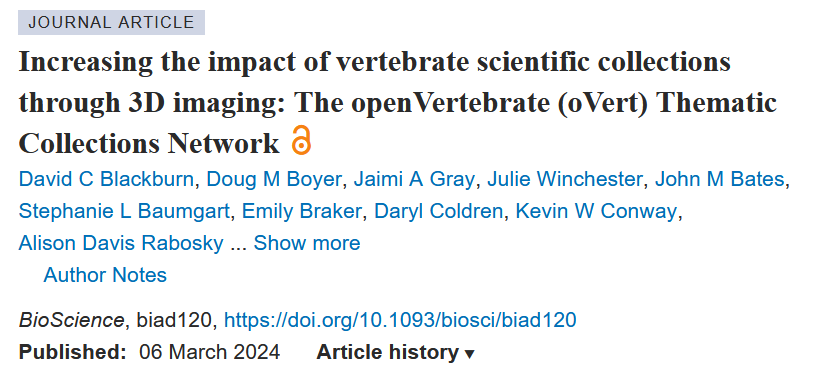 JOURNAL ARTICLE
Increasing the impact of vertebrate scientific collections
through 3D imaging: The openVertebrate (oVert) Thematic
Collections Network
David C Blackburn, Doug M Boyer, Jaimi A Gray, Julie Winchester, John M Bates,
Stephanie L Baumgart, Emily Braker, Daryl Coldren, Kevin W Conway,
Alison Davis Rabosky ... Show more
Author Notes
BioScience, biad120, https://doi.org/10.1093/biosci/biad120
Published: 06 March 2024 Article history ▾